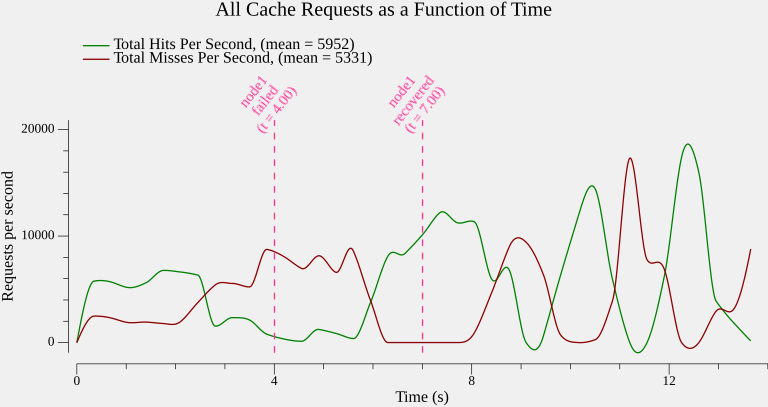 All Cache Requests as a Function of Time
Total Hits Per Second, (mean = 5952)
Total Misses Per Second, (mean = 5331)
node1
failed
(t = 4.00)
node1
recovered
(t = 7.00)
20000
10000
0
Requests per second
0
4
8
12
Time (s)